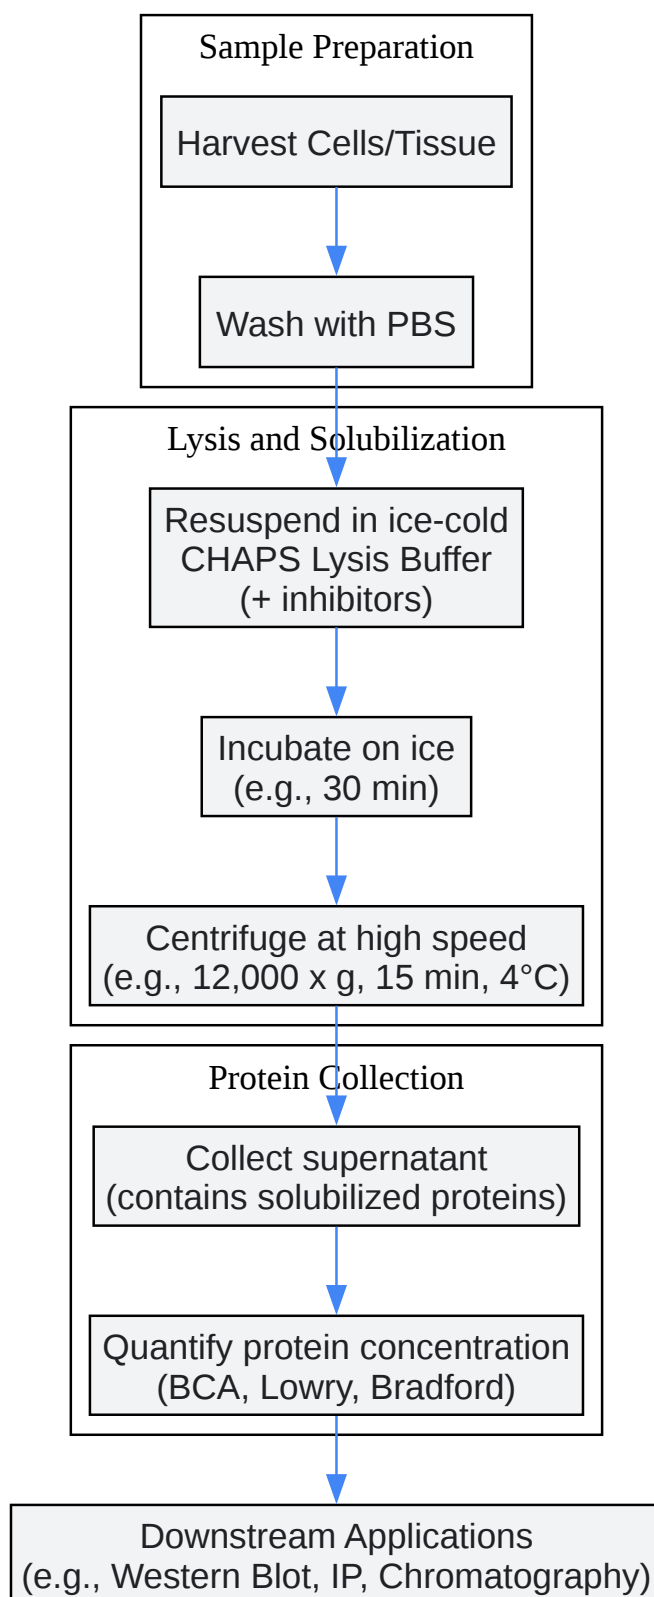 Sample Preparation
Harvest Cells/Tissue
Wash with PBS
Lysis and Solubilization
Resuspend in ice-cold
CHAPS Lysis Buffer
(+ inhibitors)
Incubate on ice
(e.g., 30 min)
Centrifuge at high speed
(e.g., 12,000 x g, 15 min, 4°C)
Protein Collection
Collect supernatant
(contains solubilized proteins)
Quantify protein concentration
(BCA, Lowry, Bradford)
Downstream Applications
(e.g., Western Blot, IP, Chromatography)